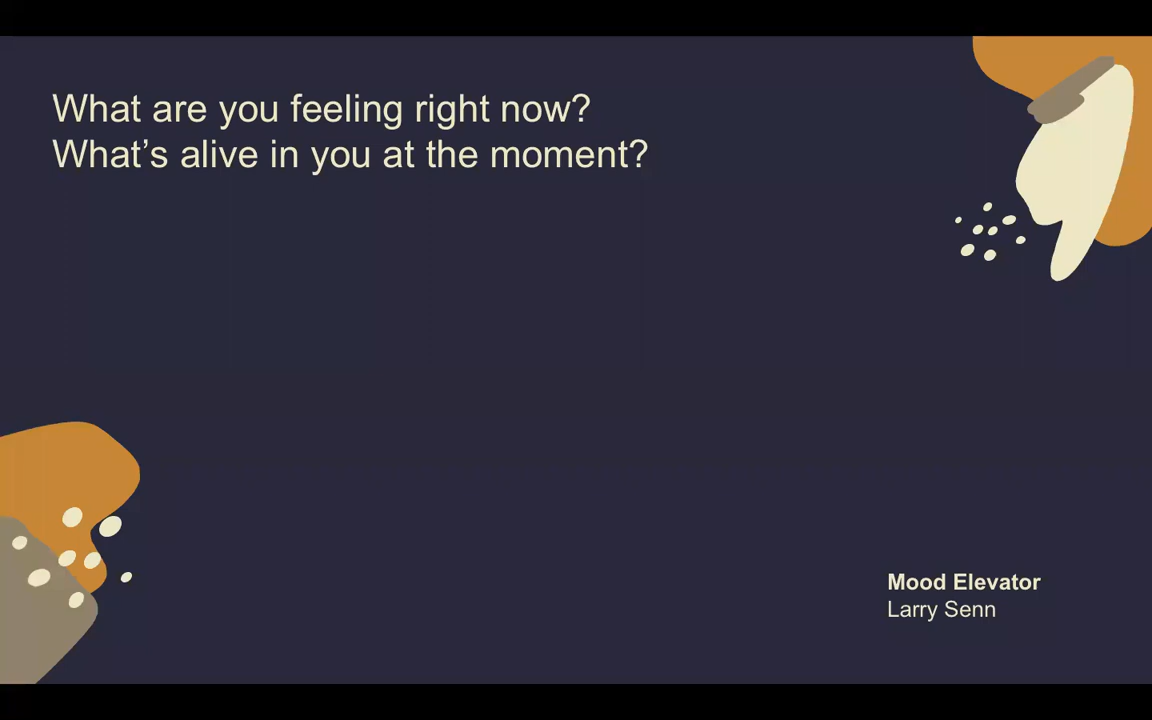 What are you feeling right now?
What’s alive in you at the moment?
Mood Elevator
Larry Senn